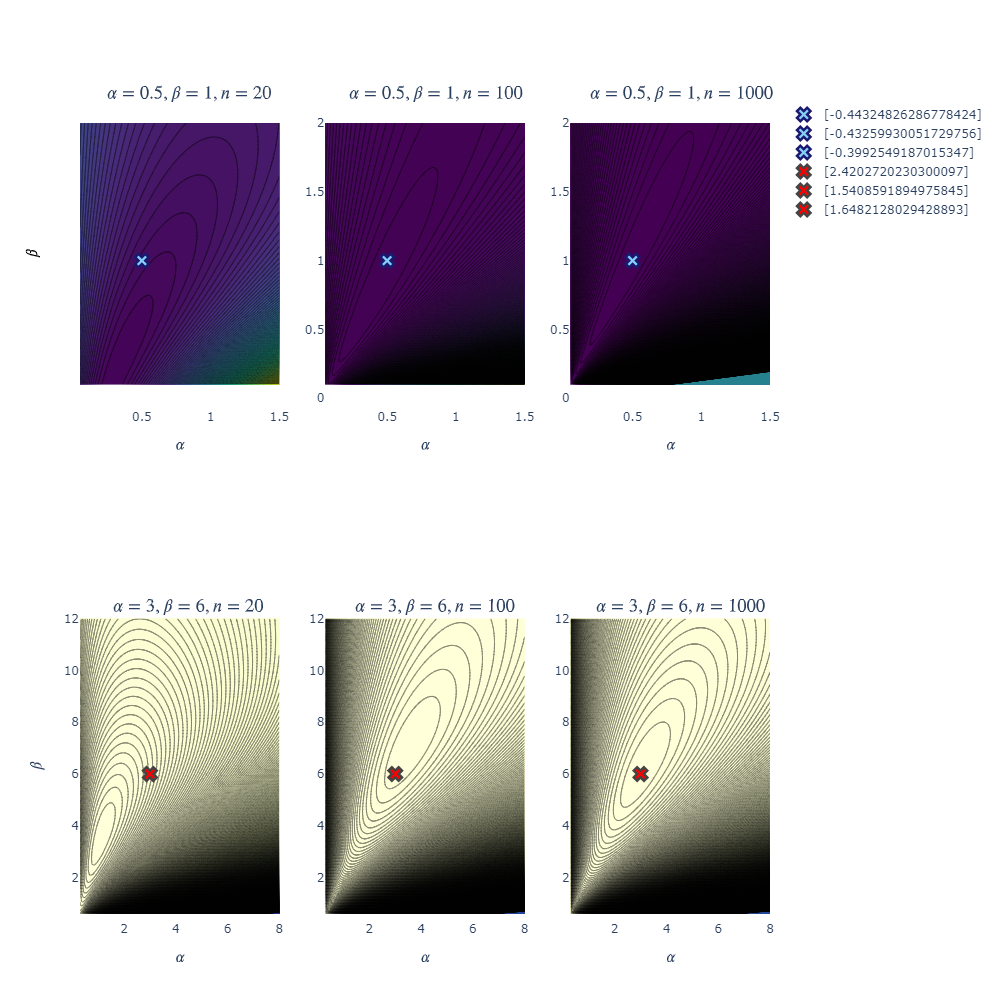 α = 0.5, β = 1, n = 20
α = 0.5, β = 1, n = 100
α = 0.5, β = 1, n = 1000
[-0.44324826286778424]
[-0.43259930051729756]
[-0.3992549187015347]
[2.4202720230300097]
[1.5408591894975845]
[1.6482128029428893]
β
2
1.5
1
0.5
0
2
1.5
1
0.5
0
0.5 1 1.5
0.5 1 1.5
0.5 1 1.5
α
α
α
α = 3, β = 6, n = 20
α = 3, β = 6, n = 100
α = 3, β = 6, n = 1000
β
12
10
8
6
4
2
12
10
8
6
4
2
12
10
8
6
4
2
2 4 6 8
2 4 6 8
2 4 6 8
α
α
α